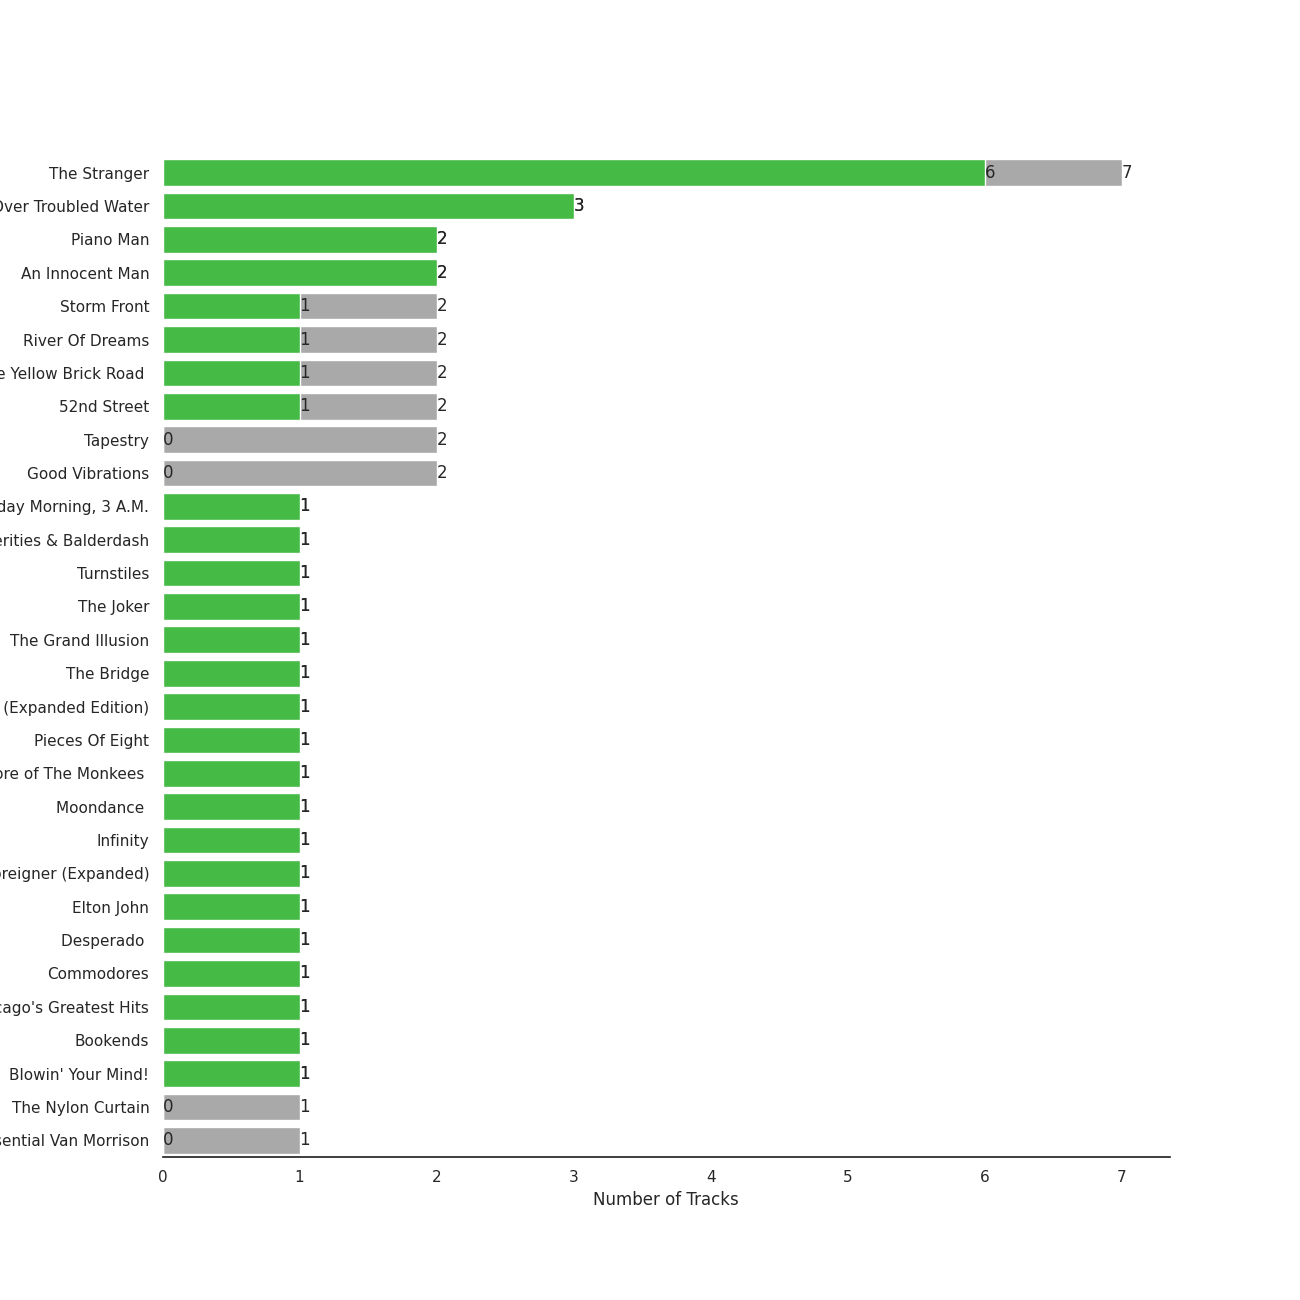 The Stranger 6 7
Over Troubled Water 3
Piano Man 2
An Innocent Man 2
Storm Front 1 2
River Of Dreams 1 2
e Yellow Brick Road 1 2
52nd Street 1 2
Tapestry 0 2
Good Vibrations 0 2
day Morning, 3 A.M. 1
erities & Balderdash 1
Turnstiles 1
The Joker 1
The Grand Illusion 1
The Bridge 1
(Expanded Edition) 1
Pieces Of Eight 1
ore of The Monkees 1
Moondance 1
Infinity 1
oreigner (Expanded) 1
Elton John 1
Desperado 1
Commodores 1
cago's Greatest Hits 1
Bookends 1
Blowin' Your Mind! 1
The Nylon Curtain 0 1
sential Van Morrison 0 1
0 1 2 3 4 5 6 7
Number of Tracks